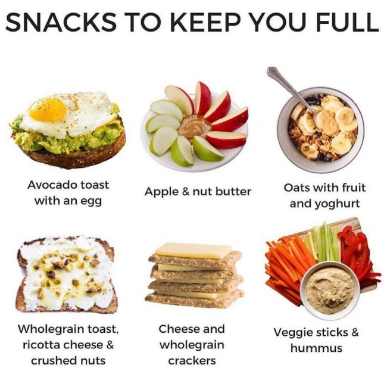 SNACKS TO KEEP YOU FULL
Avocado toast
with an egg
Apple & nut butter
Oats with fruit
and yoghurt
Wholegrain toast,
ricotta cheese &
crushed nuts
Cheese and
wholegrain
crackers
Veggie sticks &
hummus